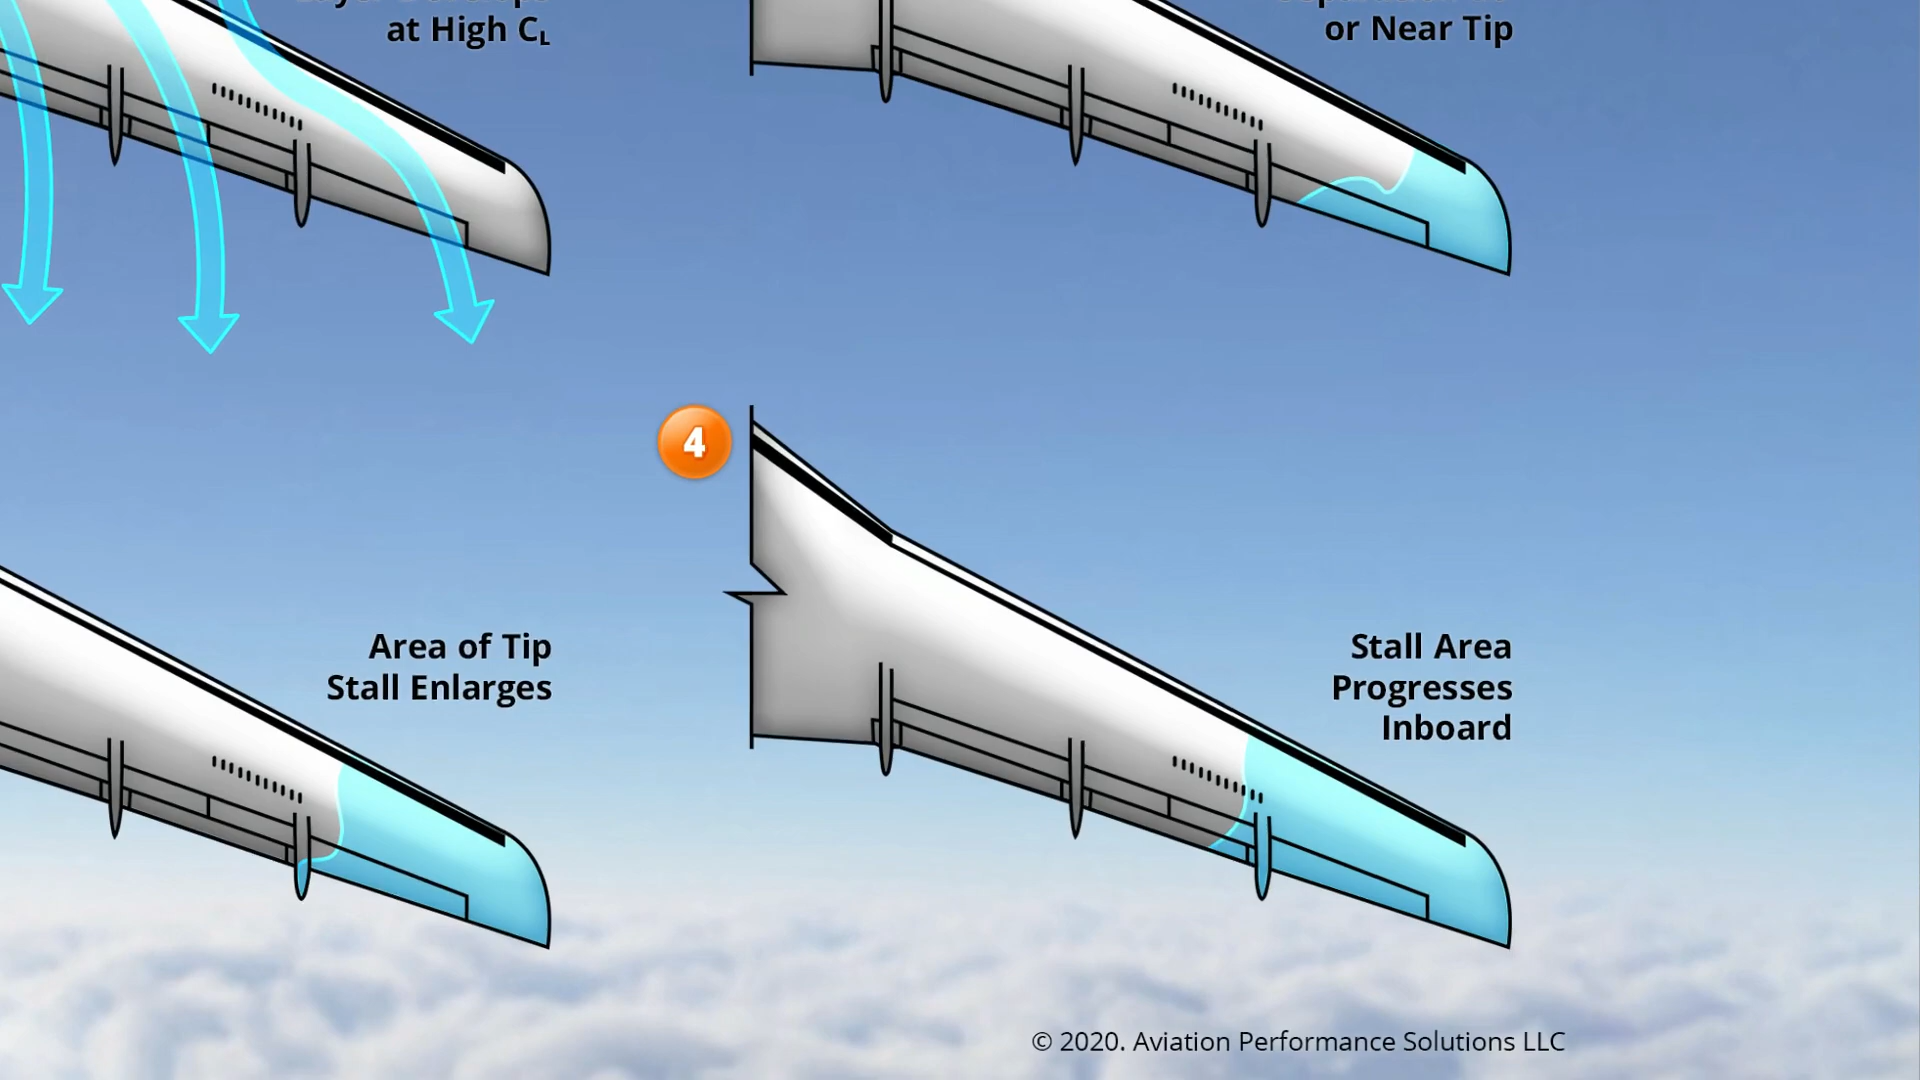 at High CL
or Near Tip
4
Area of Tip
Stall Enlarges
Stall Area
Progresses
Inboard
© 2020. Aviation Performance Solutions LLC